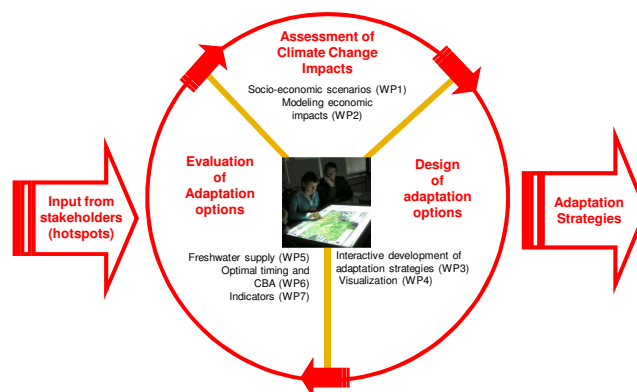 Assessment of
Climate Change
Impacts
Socio-economic scenarios (WP1)
Modeling economic
impacts (WP2)
Input from
stakeholders
(hotspots)
Evaluation
of
Adaptation
options
Design
of
adaptation
options
Adaptation
Strategies
Freshwater supply (WP5)
Optimal timing and
CBA (WP6)
Indicators (WP7)
Interactive development of
adaptation strategies (WP3)
Visualization (WP4)